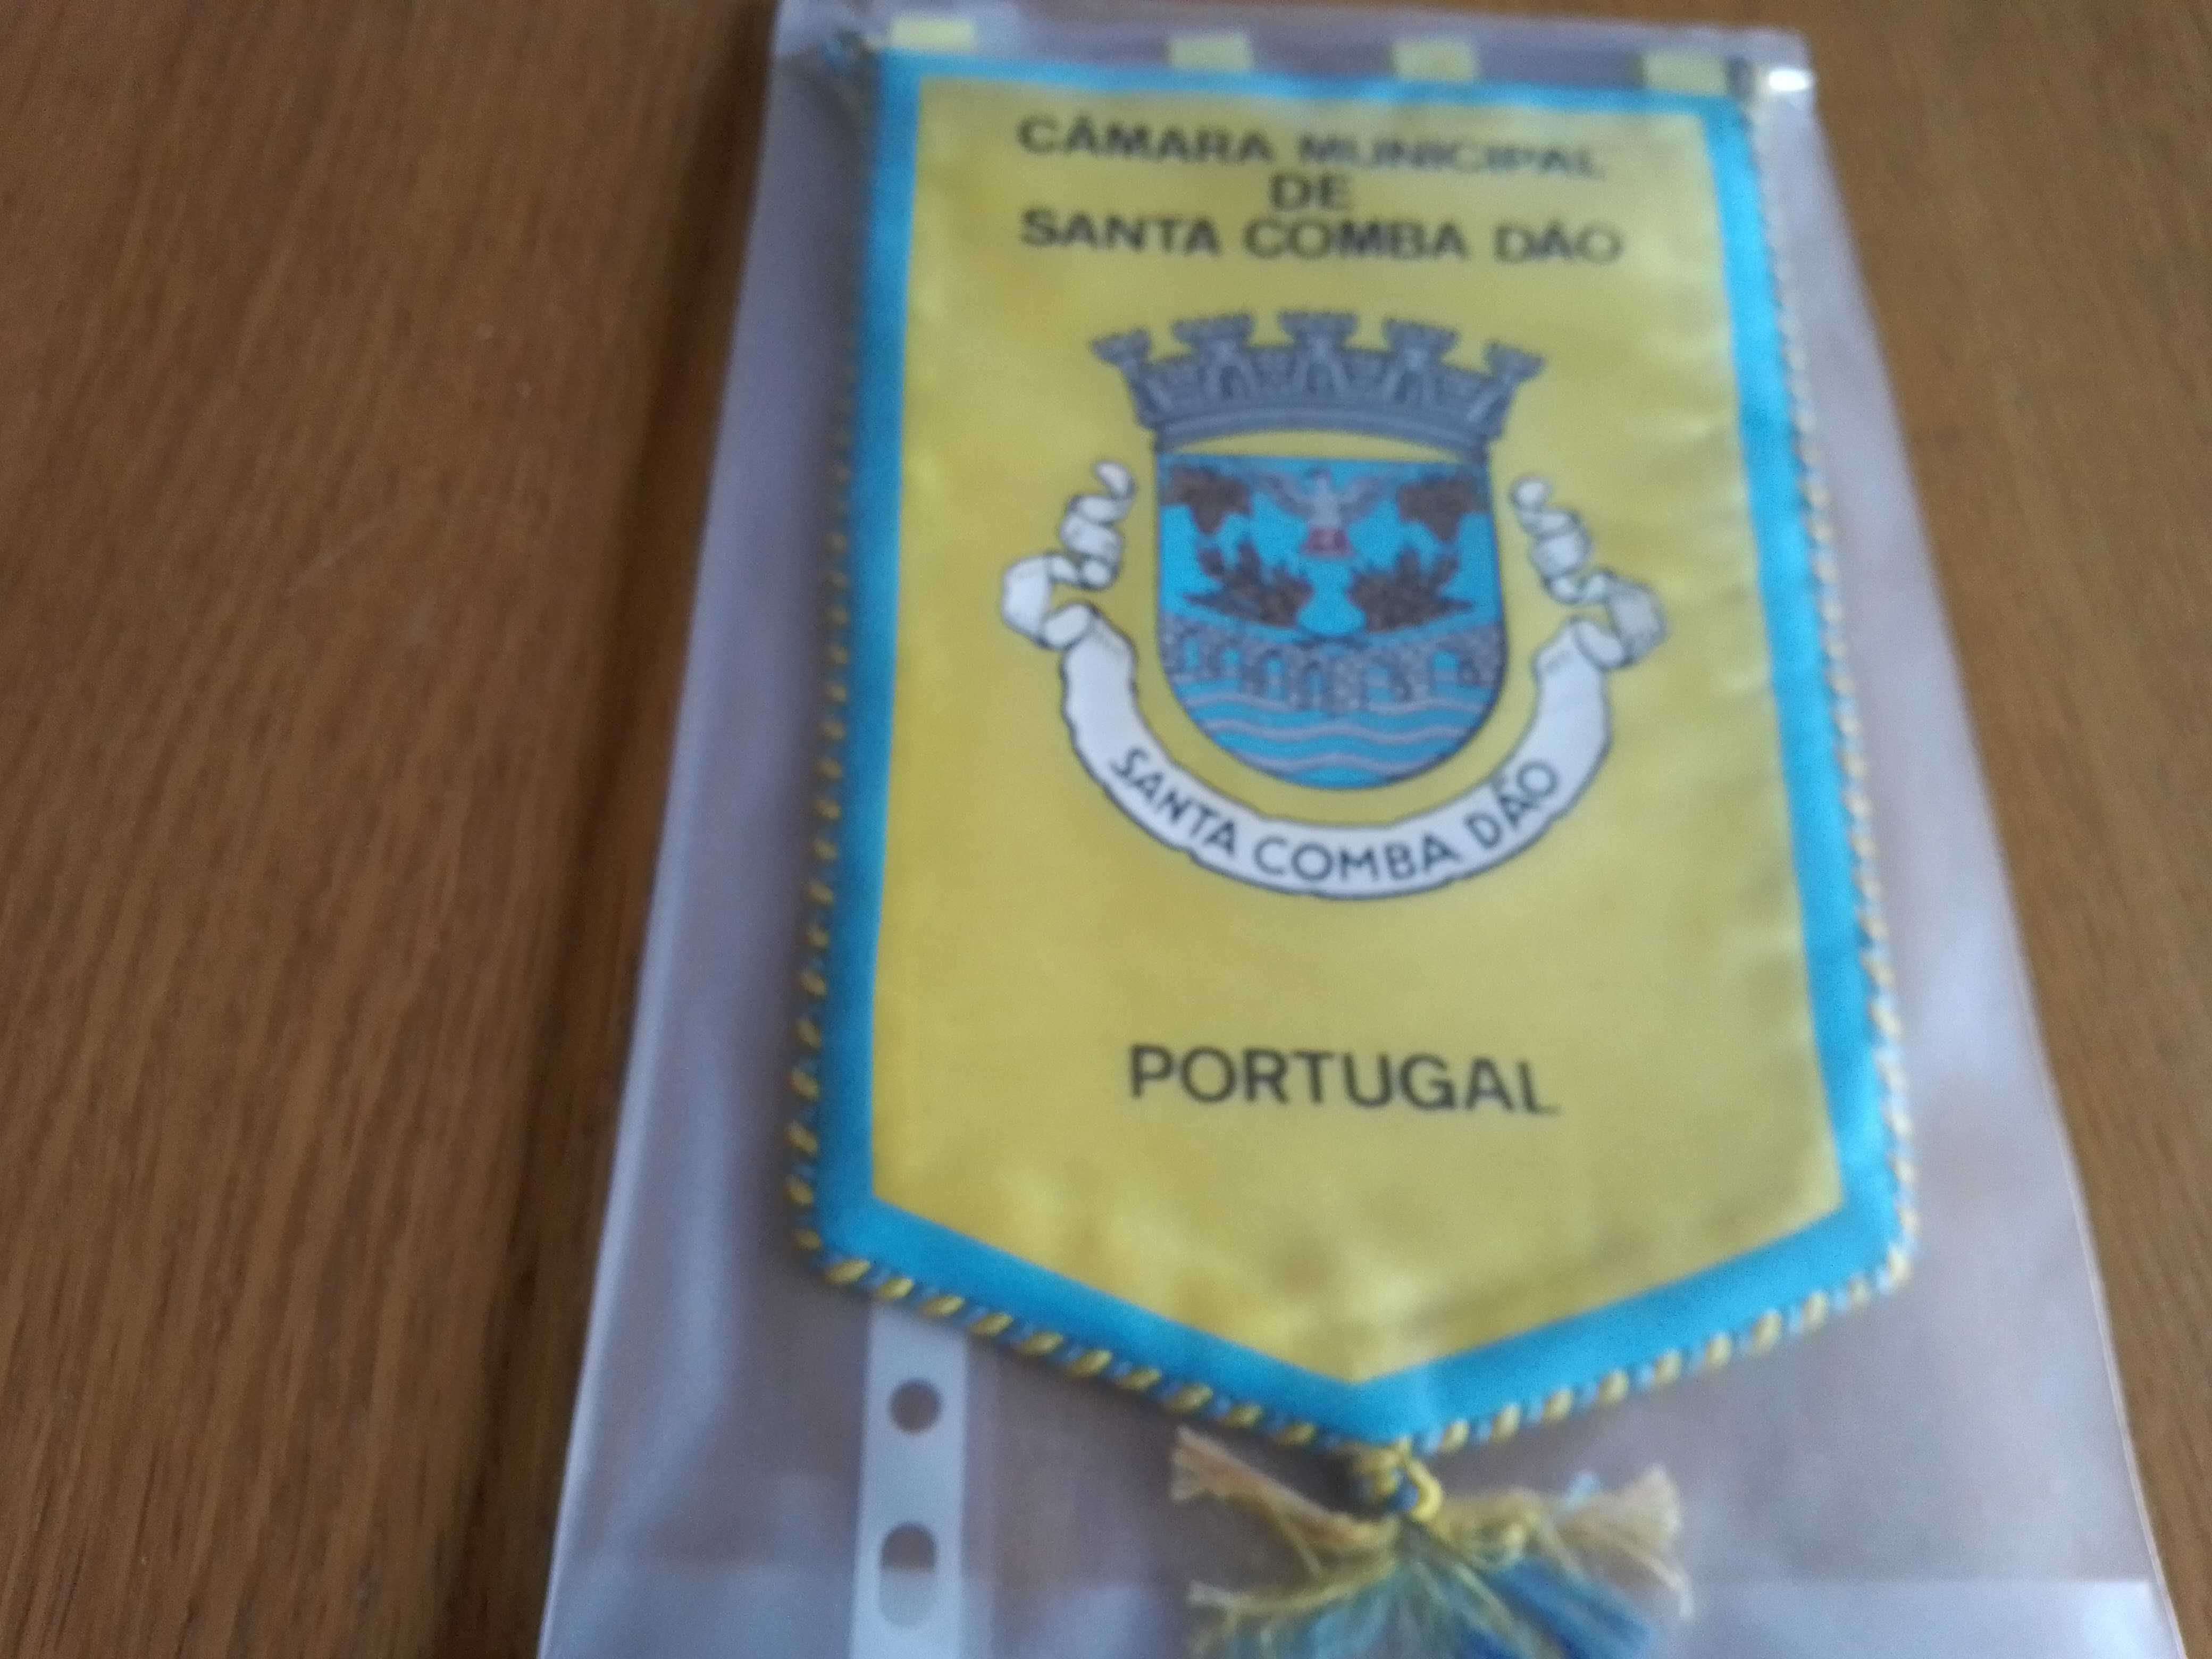 CÂMARA MUNICIPAL
DE
SANTA COMBA DÃO
SANTA COMBA DÃO
PORTUGAL